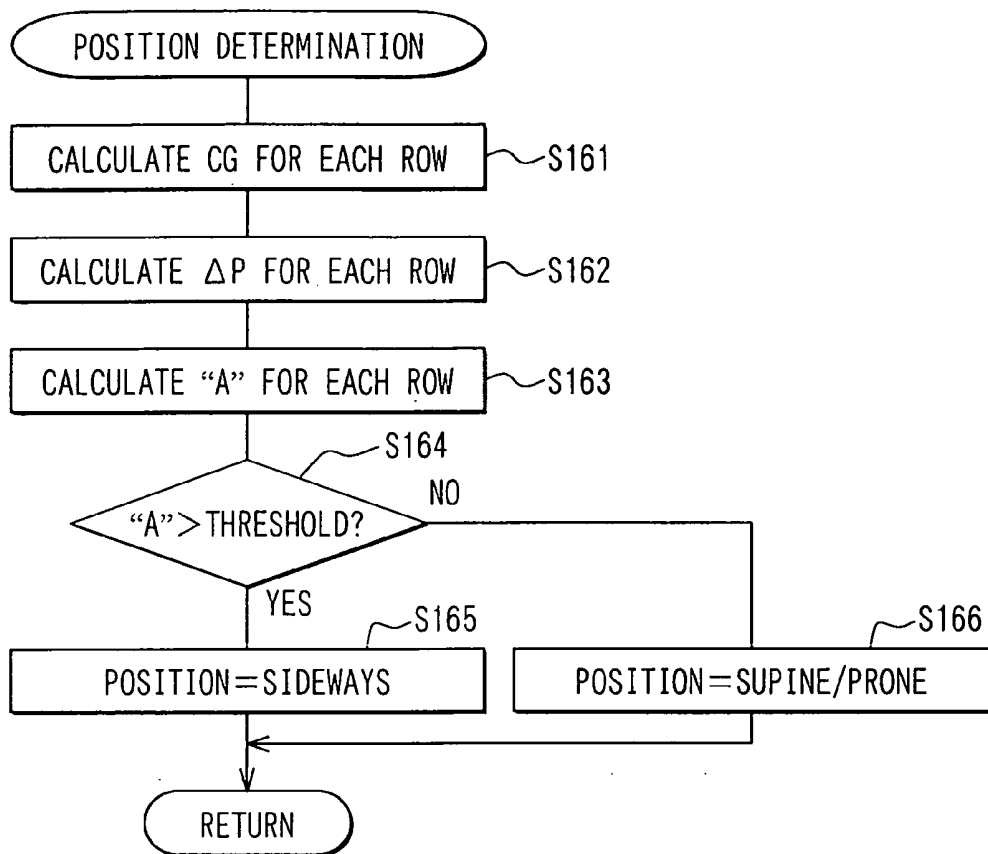 POSITION DETERMINATION
CALCULATE CG FOR EACH ROW
S161
CALCULATE ΔP FOR EACH ROW
S162
CALCULATE “A” FOR EACH ROW
S163
S164
“A”>THRESHOLD?
NO
YES
S165
S166
POSITION=SIDEWAYS
POSITION=SUPINE/PRONE
RETURN